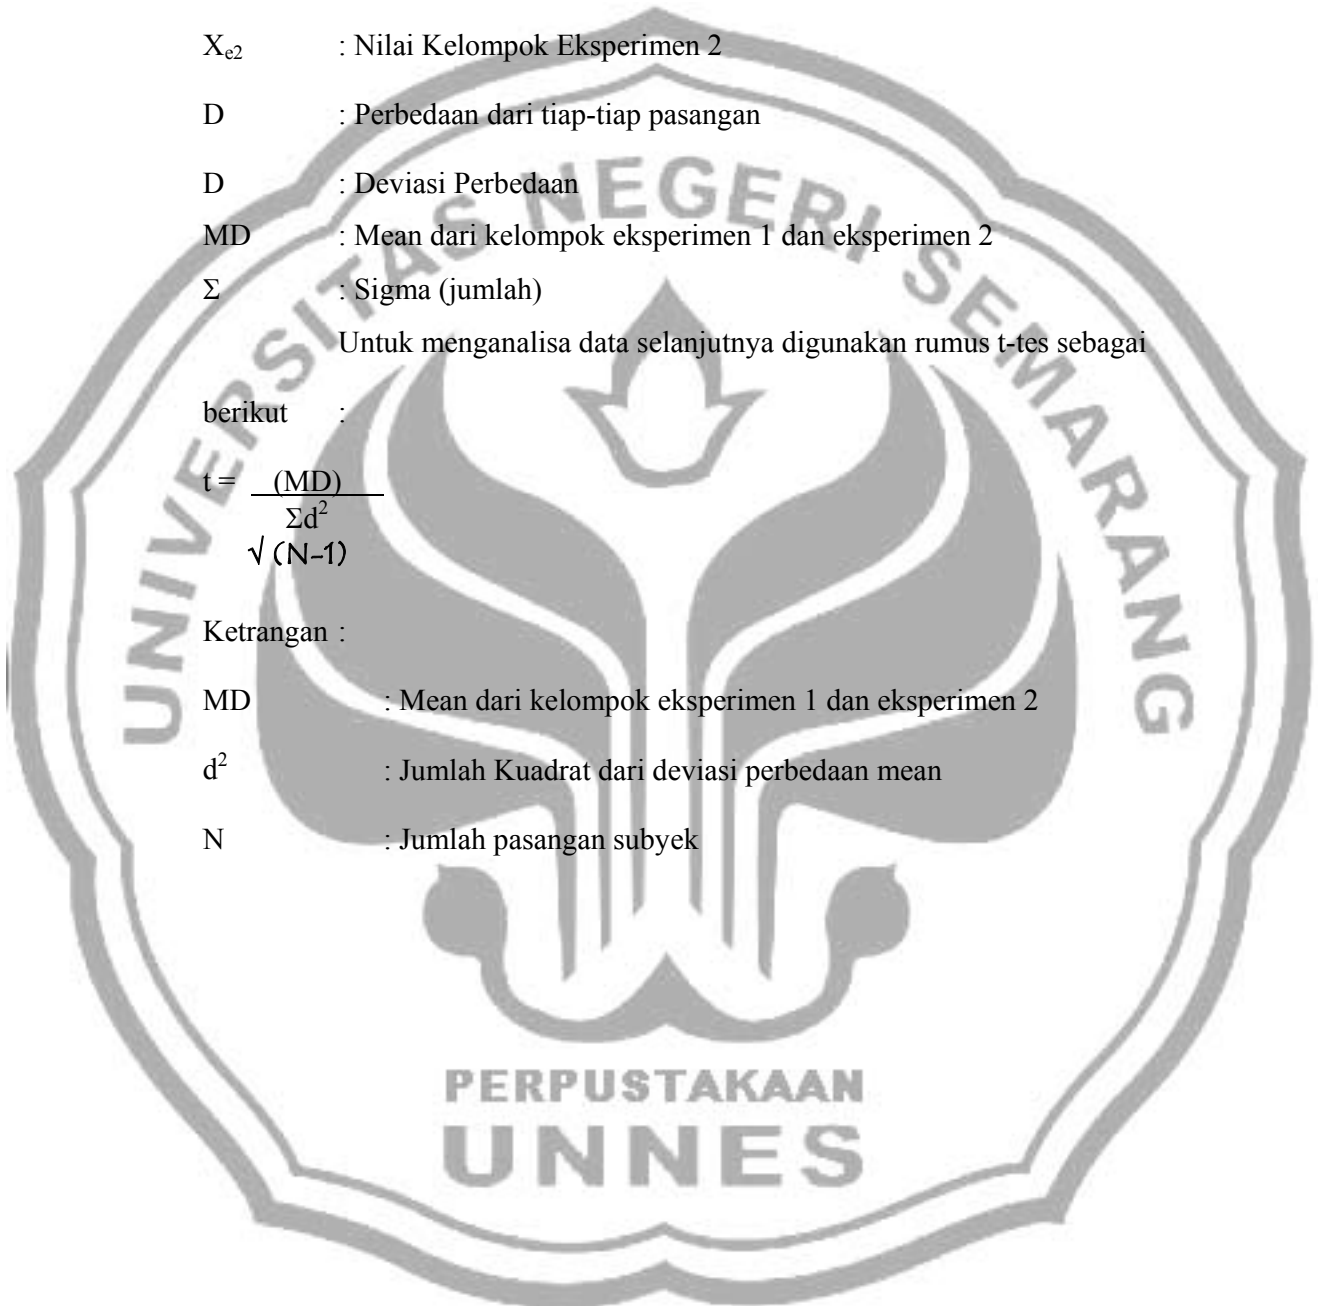 X_e2 : Nilai Kelompok Eksperimen 2
D : Perbedaan dari tiap-tiap pasangan
D : Deviasi Perbedaan
MD : Mean dari kelompok eksperimen 1 dan eksperimen 2
Σ : Sigma (jumlah)
Untuk menganalisa data selanjutnya digunakan rumus t-tes sebagai
berikut :
t = (MD)
Σd²
√ (N-1)
Ketrangan :
MD : Mean dari kelompok eksperimen 1 dan eksperimen 2
d² : Jumlah Kuadrat dari deviasi perbedaan mean
N : Jumlah pasangan subyek
UNIVERSITAS NEGERI SEMARANG
PERPUSTAKAAN
UNNES